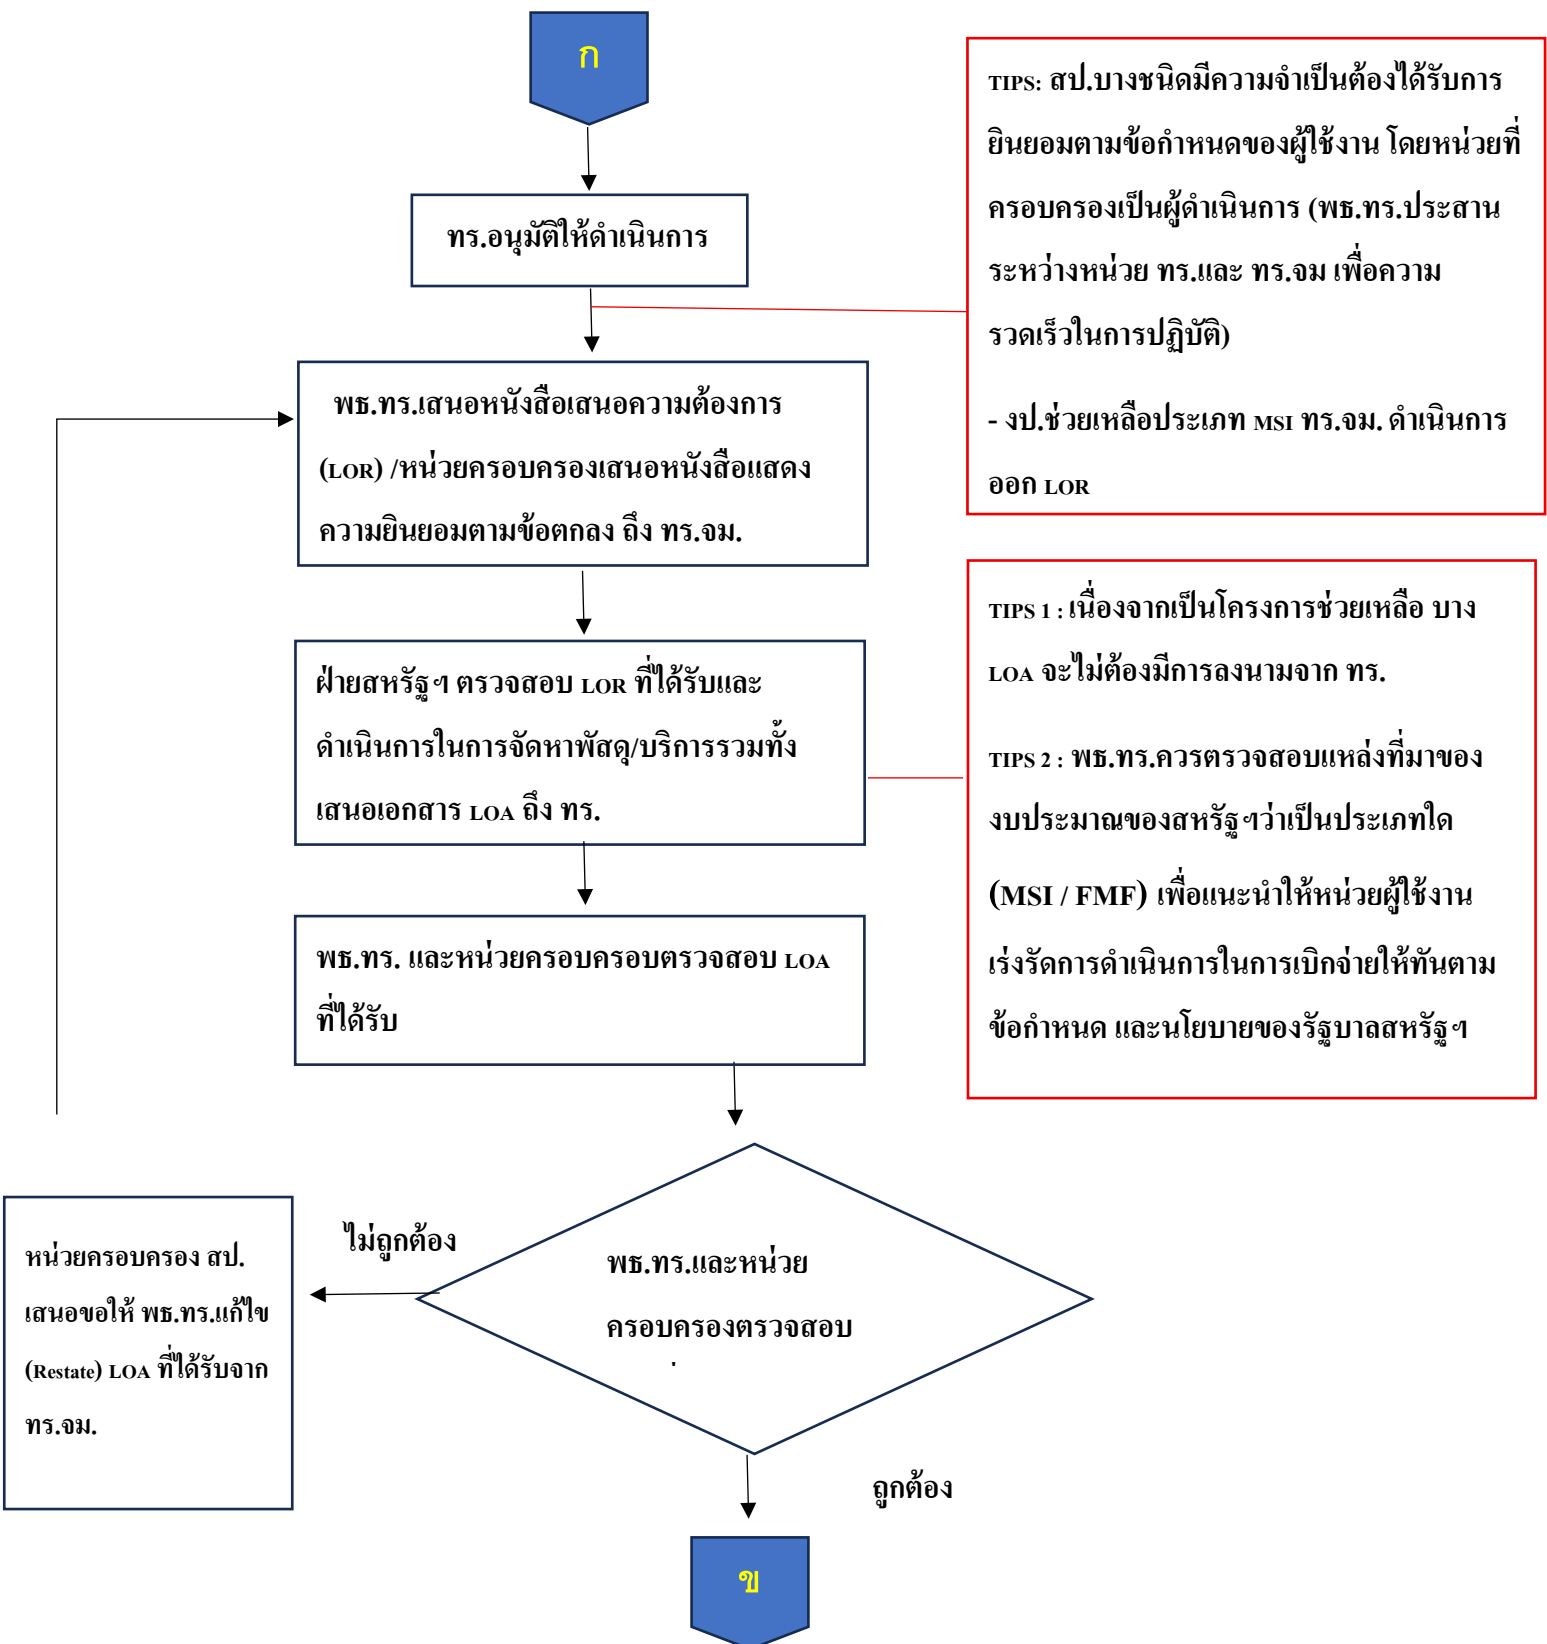 ก
TIPS: สป.บางชนิดมีความจำเป็นต้องได้รับการ
ยินยอมตามข้อกำหนดของผู้ใช้งาน โดยหน่วยที่
ครอบครองเป็นผู้ดำเนินการ (พธ.ทร.ประสาน
ระหว่างหน่วย ทร.และ ทร.จม เพื่อความ
รวดเร็วในการปฏิบัติ)
- งป.ช่วยเหลือประเภท MSI ทร.จม. ดำเนินการ
ออก LOR
ทร.อนุมัติให้ดำเนินการ
พธ.ทร.เสนอหนังสือเสนอความต้องการ
(LOR) /หน่วยครอบครองเสนอหนังสือแสดง
ความยินยอมตามข้อตกลง ถึง ทร.จม.
TIPS 1 : เนื่องจากเป็นโครงการช่วยเหลือ บาง
LOA จะไม่ต้องมีการลงนามจาก ทร.
TIPS 2 : พธ.ทร.ควรตรวจสอบแหล่งที่มาของ
งบประมาณของสหรัฐฯว่าเป็นประเภทใด
(MSI / FMF) เพื่อแนะนำให้หน่วยผู้ใช้งาน
เร่งรัดการดำเนินการในการเบิกจ่ายให้ทันตาม
ข้อกำหนด และนโยบายของรัฐบาลสหรัฐฯ
ฝ่ายสหรัฐฯ ตรวจสอบ LOR ที่ได้รับและ
ดำเนินการในการจัดหาพัสดุ/บริการรวมทั้ง
เสนอเอกสาร LOA ถึง ทร.
พธ.ทร. และหน่วยครอบครอบตรวจสอบ LOA
ที่ได้รับ
พธ.ทร.และหน่วย
ครอบครองตรวจสอบ
ไม่ถูกต้อง
หน่วยครอบครอง สป.
เสนอขอให้ พธ.ทร.แก้ไข
(Restate) LOA ที่ได้รับจาก
ทร.จม.
ถูกต้อง
ข